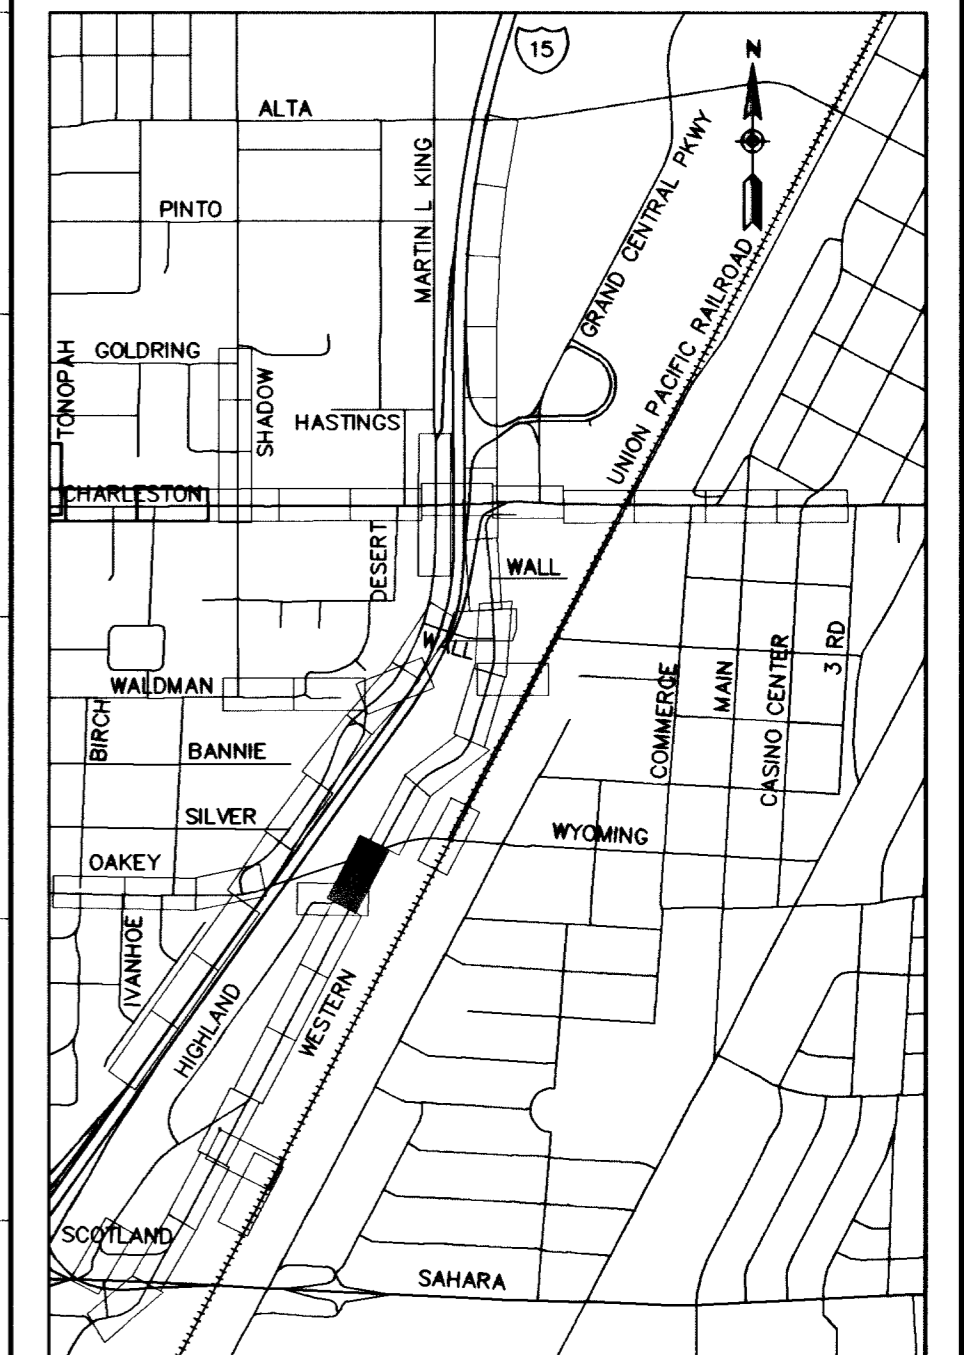 15
N
ALTA
MARTIN L KING
GRAND CENTRAL PKWY
PINTO
UNION PACIFIC RAILROAD
TONOPAH
GOLDRING
SHADOW
HASTINGS
CHARLESTON
DESERT
WALL
3 RD
COMMERCE
MAIN
CASINO CENTER
WALDMAN
BIRCH
BANNIE
SILVER
WYOMING
OAKEY
IVANHOE
HIGHLAND
WESTERN
SCOTLAND
SAHARA